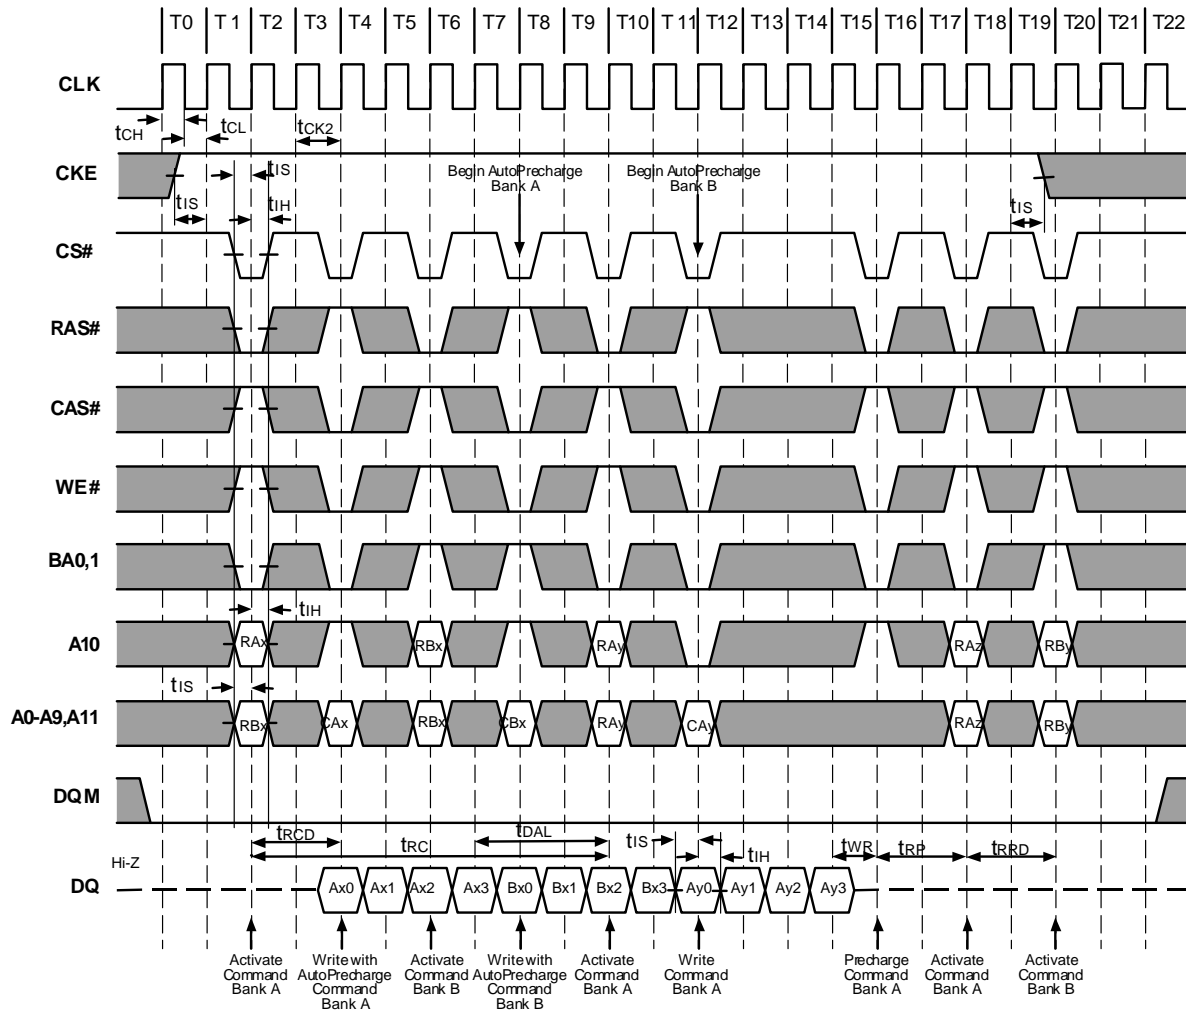 T0 T1 T2 T3 T4 T5 T6 T7 T8 T9 T10 T11 T12 T13 T14 T15 T16 T17 T18 T19 T20 T21 T22
CLK
tCH tCL tCK2
CKE
tIS
Begin AutoPrecharge
Bank A
Begin AutoPrecharge
Bank B
tIS tIH tIS
CS#
RAS#
CAS#
WE#
BA0,1
tIH
A10
RAx RBx RAy RAz RBy
tIS
A0-A9,A11
RBx CAx RBx CBx RAy CAy RAz RBy
DQM
tRCD tDAL tIS tWR tRP tRRD
tRC tIH
Hi-Z
DQ
Ax0 Ax1 Ax2 Ax3 Bx0 Bx1 Bx2 Bx3 Ay0 Ay1 Ay2 Ay3
Activate
Command
Bank A
Write with
AutoPrecharge
Command
Bank A
Activate
Command
Bank B
Write with
AutoPrecharge
Command
Bank B
Activate
Command
Bank A
Write
Command
Bank A
Precharge
Command
Bank A
Activate
Command
Bank A
Activate
Command
Bank B